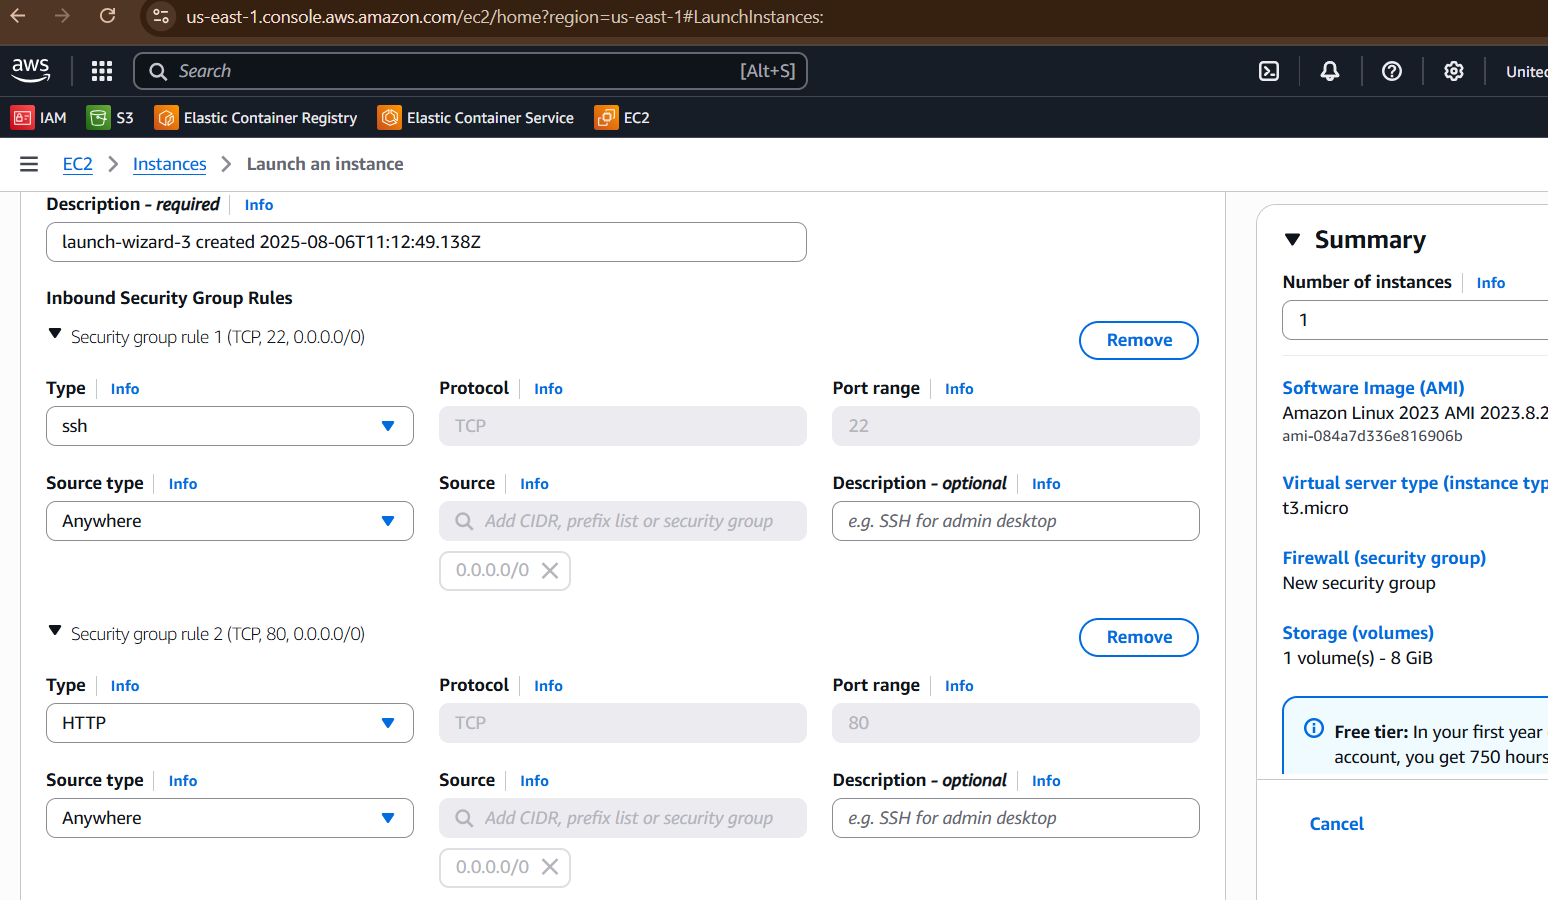 us-east-1.console.aws.amazon.com/ec2/home?region=us-east-1#LaunchInstances:
aws
Search [Alt+S]
United
IAM S3 Elastic Container Registry Elastic Container Service EC2
EC2 Instances Launch an instance
Description - required Info
launch-wizard-3 created 2025-08-06T11:12:49.138Z
Inbound Security Group Rules
Security group rule 1 (TCP, 22, 0.0.0.0/0)
Remove
Type Info Protocol Info Port range Info
ssh TCP 22
Source type Info Source Info Description - optional Info
Anywhere Add CIDR, prefix list or security group e.g. SSH for admin desktop
0.0.0.0/0
Security group rule 2 (TCP, 80, 0.0.0.0/0)
Remove
Type Info Protocol Info Port range Info
HTTP TCP 80
Source type Info Source Info Description - optional Info
Anywhere Add CIDR, prefix list or security group e.g. SSH for admin desktop
0.0.0.0/0
Summary
Number of instances Info
1
Software Image (AMI)
Amazon Linux 2023 AMI 2023.8.2
ami-084a7d336e816906b
Virtual server type (instance typ
t3.micro
Firewall (security group)
New security group
Storage (volumes)
1 volume(s) - 8 GiB
Free tier: In your first year
account, you get 750 hours
Cancel